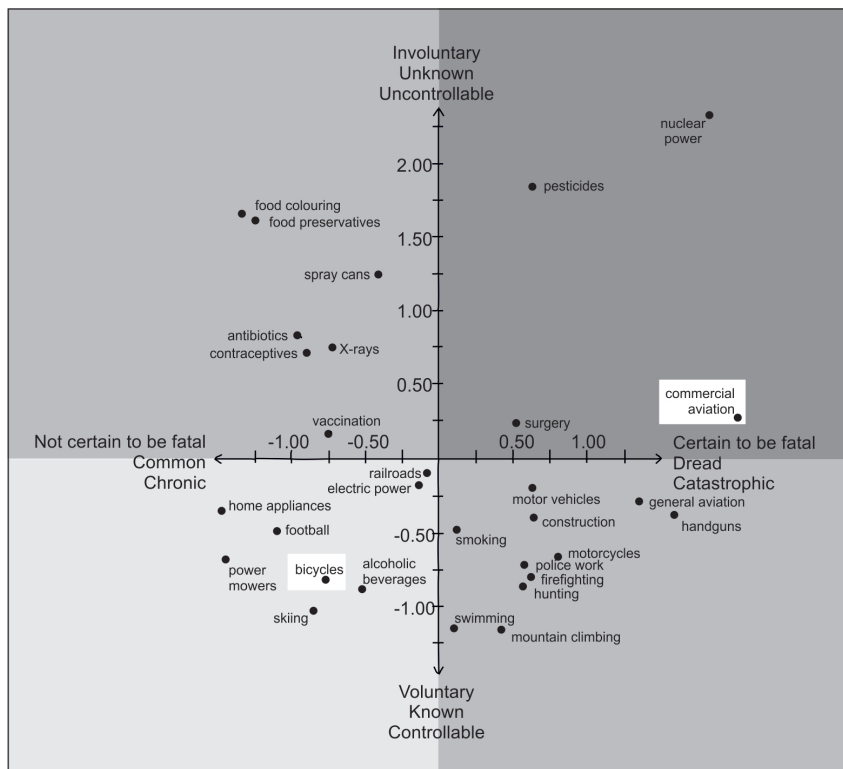 Involuntary
Unknown
Uncontrollable
nuclear
power
2.00
pesticides
food colouring
food preservatives
1.50
spray cans
1.00
antibiotics
contraceptives
X-rays
0.50
commercial
aviation
vaccination
surgery
Not certain to be fatal
Common
Chronic
-1.00
-0.50
0.50
1.00
Certain to be fatal
Dread
Catastrophic
railroads
electric power
motor vehicles
general aviation
home appliances
football
construction
handguns
-0.50
smoking
power
mowers
bicycles
alcoholic
beverages
motorcycles
police work
firefighting
hunting
-1.00
skiing
swimming
mountain climbing
Voluntary
Known
Controllable